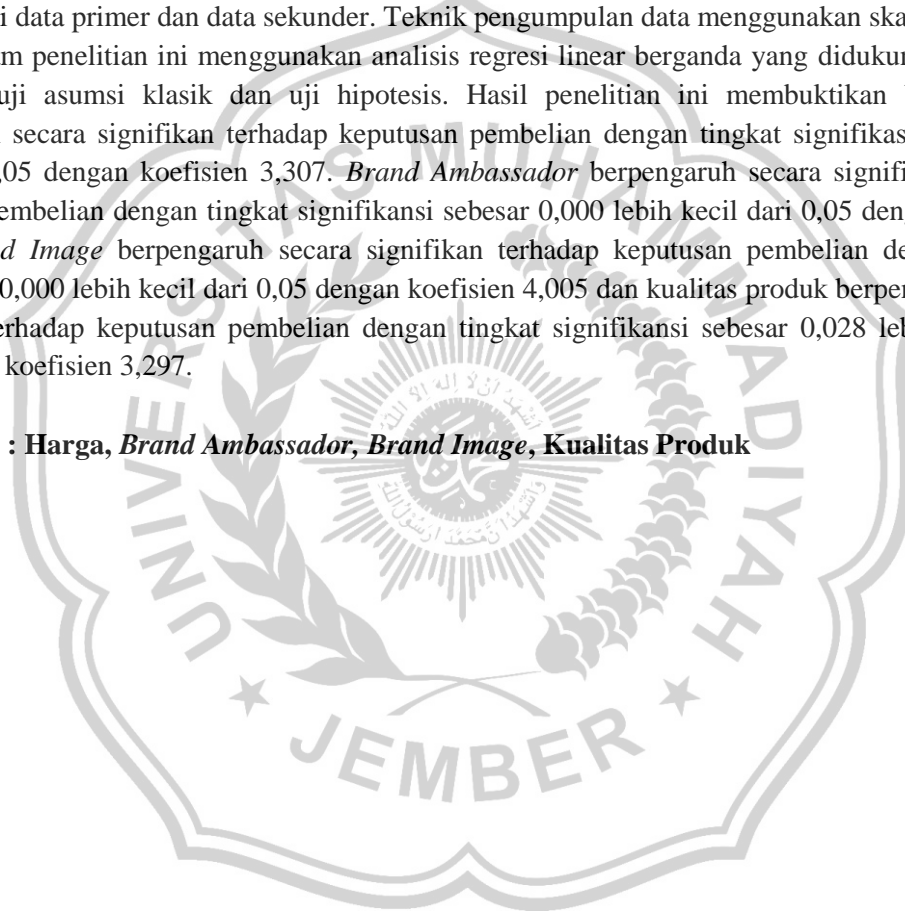 i data primer dan data sekunder. Teknik pengumpulan data menggunakan ska
m penelitian ini menggunakan analisis regresi linear berganda yang didukun
uji asumsi klasik dan uji hipotesis. Hasil penelitian ini membuktikan
secara signifikan terhadap keputusan pembelian dengan tingkat signifikas
,05 dengan koefisien 3,307. Brand Ambassador berpengaruh secara signifi
embelian dengan tingkat signifikansi sebesar 0,000 lebih kecil dari 0,05 deng
d Image berpengaruh secara signifikan terhadap keputusan pembelian de
0,000 lebih kecil dari 0,05 dengan koefisien 4,005 dan kualitas produk berpen
erhadap keputusan pembelian dengan tingkat signifikansi sebesar 0,028 leb
koefisien 3,297.
: Harga, Brand Ambassador, Brand Image, Kualitas Produk
UNIVERSITAS MUHAMMADIYAH
JEMBER